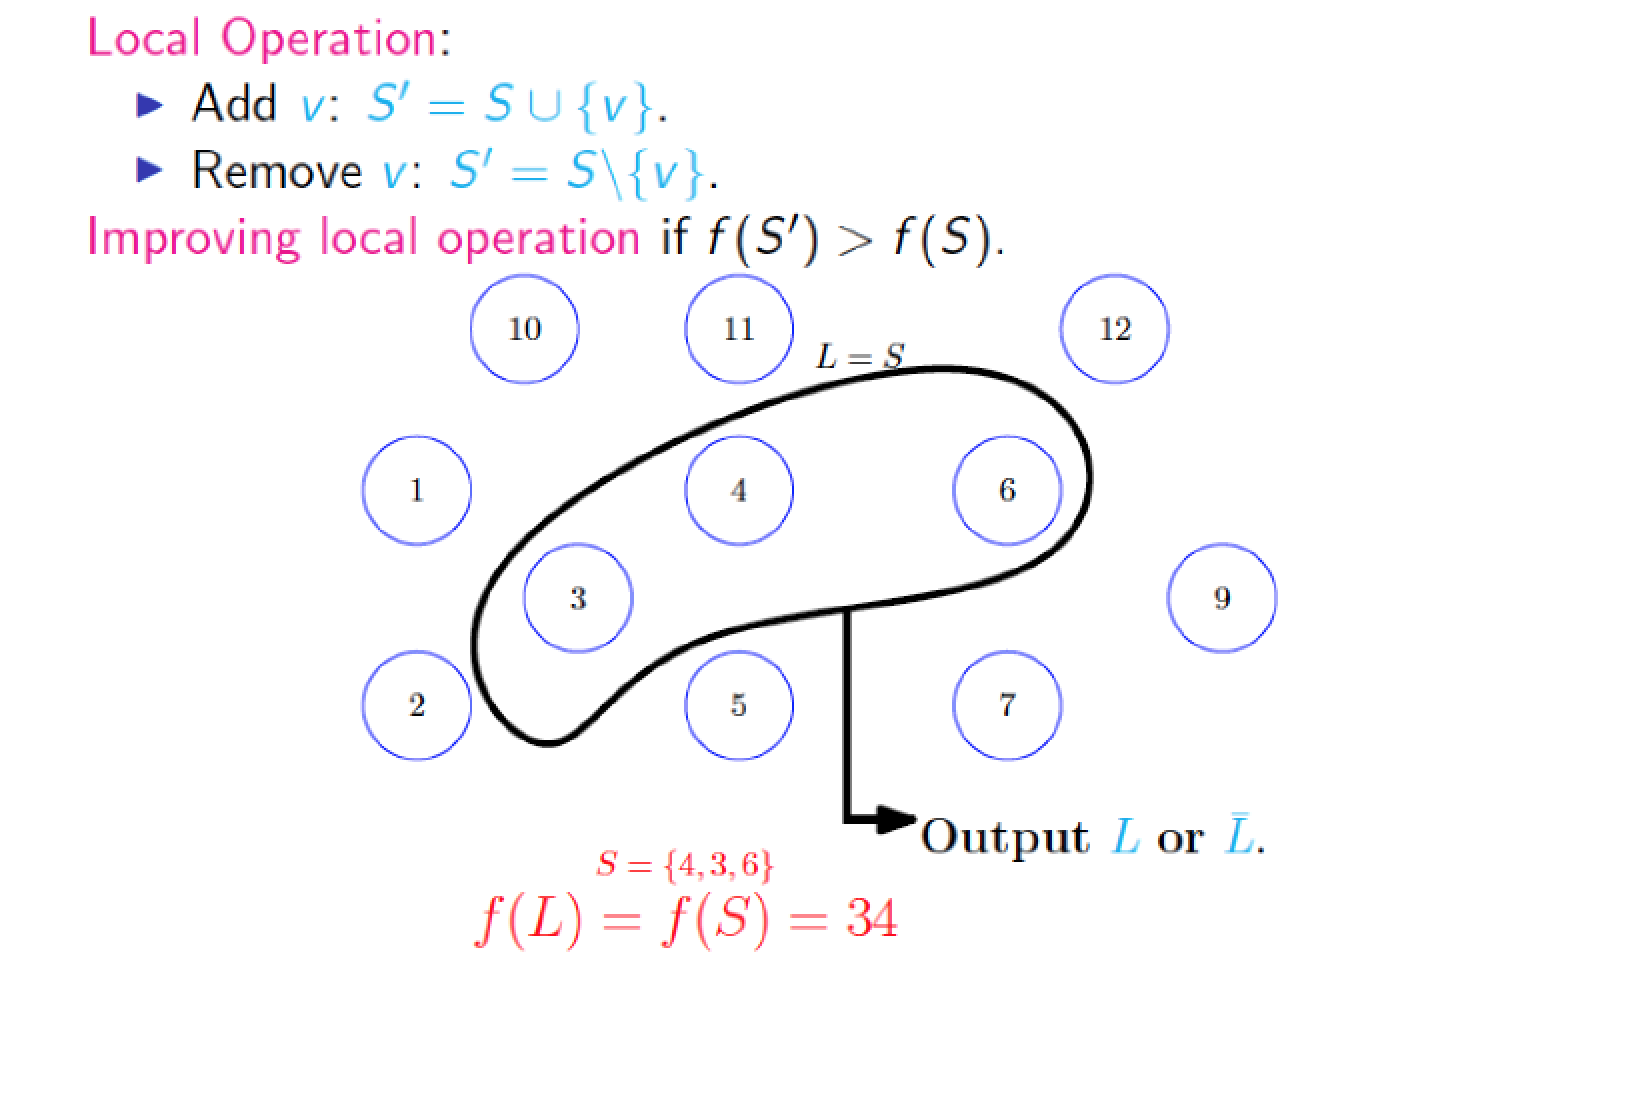 Local Operation:
▶ Add v: S′ = S ∪ {v}.
▶ Remove v: S′ = S\{v}.
Improving local operation if f(S′) > f(S).
10 11 12
L = S
1 4 6
3 9
2 5 7
Output L or L̄.
S = {4, 3, 6}
f(L) = f(S) = 34